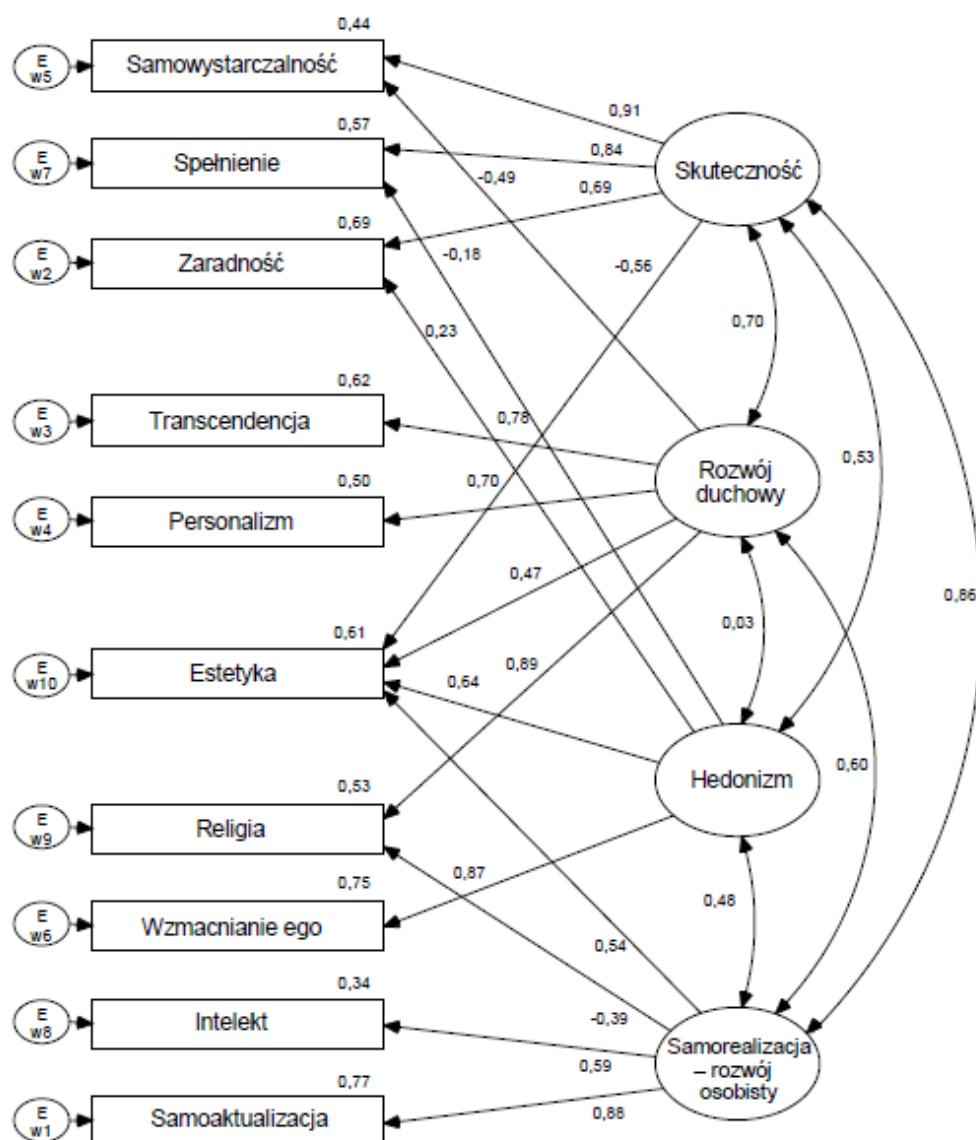 0,44
E
w5
Samowystarczalność
0,91
0,57
E
w7
Spełnienie
0,84
Skuteczność
-0,49
0,69
0,69
E
w2
Zaradność
-0,18
-0,56
0,23
0,70
0,62
E
w3
Transcendencja
0,78
0,53
Rozwój
duchowy
0,50
E
w4
Personalizm
0,70
0,47
0,86
0,03
0,61
E
w10
Estetyka
0,89
0,64
0,60
Hedonizm
0,53
E
w9
Religia
0,87
0,48
0,75
E
w6
Wzmacnianie ego
0,54
0,34
E
w8
Intelekt
-0,39
Samorealizacja
– rozwój
osobisty
0,59
0,77
E
w1
Samoaktualizacja
0,88